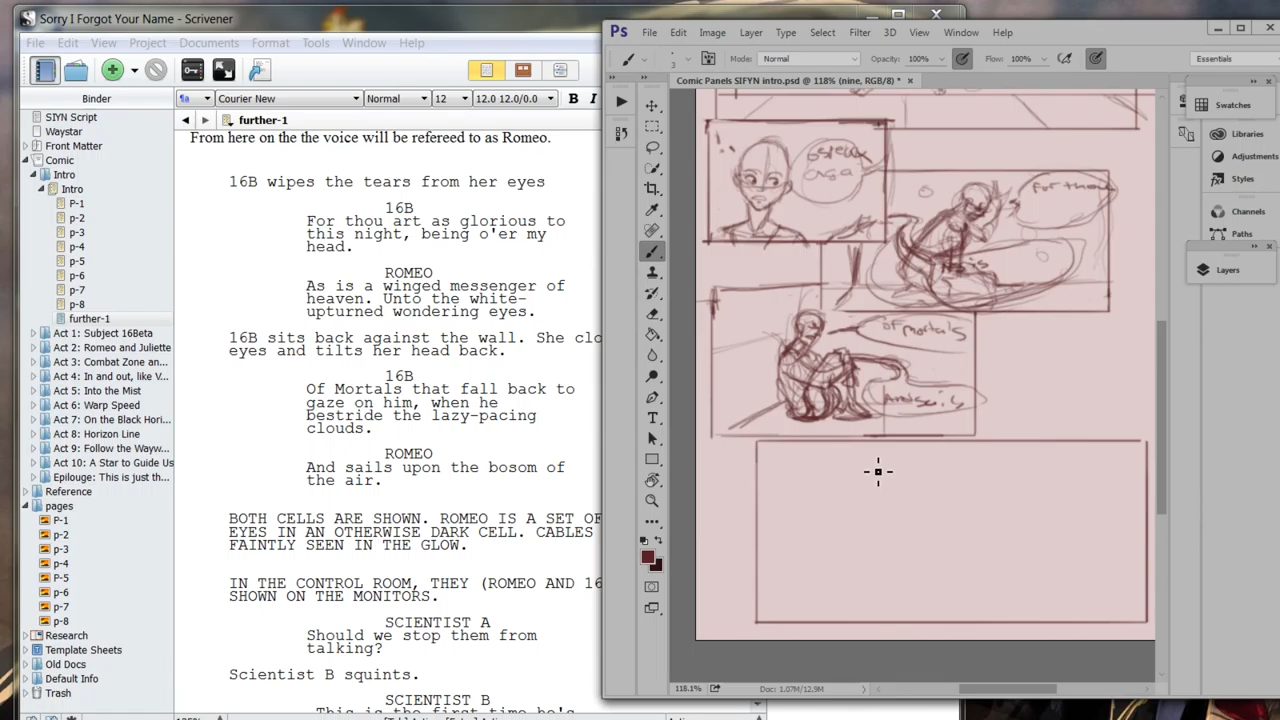 Sorry I Forgot Your Name - Scrivener
File Edit View Project Documents Format Tools Window Help
Binder
Courier New Normal 12 12.0 12.0/0.0 B I
further-1
SIYN Script
Waystar
Front Matter
Comic
Intro
Intro
P-1
p-2
p-3
p-4
p-5
p-6
p-7
p-8
further-1
Act 1: Subject 16Beta
Act 2: Romeo and Juliette
Act 3: Combat Zone an...
Act 4: In and out, like V...
Act 5: Into the Mist
Act 6: Warp Speed
Act 7: On the Black Hori...
Act 8: Horizon Line
Act 9: Follow the Wayw...
Act 10: A Star to Guide Us
Epilouge: This is just th...
Reference
pages
P-1
p-2
p-3
p-4
P-5
p-6
p-7
p-8
Research
Template Sheets
Old Docs
Default Info
Trash
From here on the the voice will be refereed to as Romeo.
16B wipes the tears from her eyes
16B
For thou art as glorious to
this night, being o'er my
head.
ROMEO
As is a winged messenger of
heaven. Unto the white-
upturned wondering eyes.
16B sits back against the wall. She clo
eyes and tilts her head back.
16B
Of Mortals that fall back to
gaze on him, when he
bestride the lazy-pacing
clouds.
ROMEO
And sails upon the bosom of
the air.
BOTH CELLS ARE SHOWN. ROMEO IS A SET OF
EYES IN AN OTHERWISE DARK CELL. CABLES
FAINTLY SEEN IN THE GLOW.
IN THE CONTROL ROOM, THEY (ROMEO AND 16
SHOWN ON THE MONITORS.
SCIENTIST A
Should we stop them from
talking?
Scientist B squints.
SCIENTIST B
This is the first time he's
Ps File Edit Image Layer Type Select Filter 3D View Window Help
3 Mode: Normal Opacity: 100% Flow: 100% Essentials
Comic Panels SIFYN intro.psd @ 118% (nine, RGB/8) *
for thou
of mortals
And sails
Swatches
Libraries
Adjustments
Styles
Channels
Paths
Layers
118.1% Doc: 1.07M/12.9M